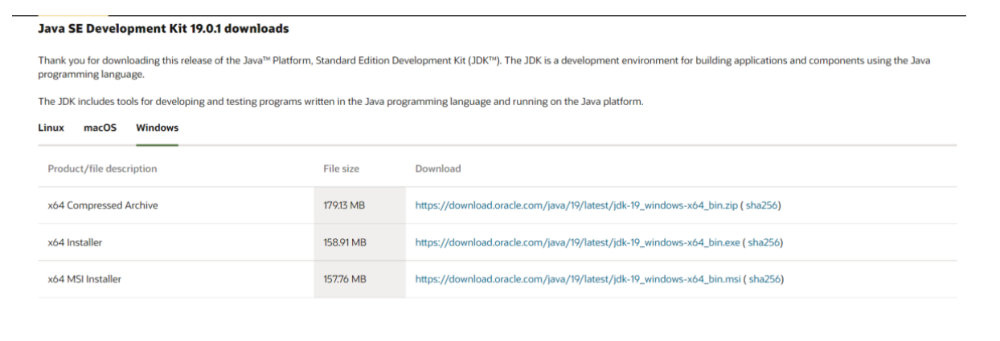 Java SE Development Kit 19.0.1 downloads
Thank you for downloading this release of the Java™ Platform, Standard Edition Development Kit (JDK™). The JDK is a development environment for building applications and components using the Java
programming language.
The JDK includes tools for developing and testing programs written in the Java programming language and running on the Java platform.
Linux macOS Windows
Product/file description File size Download
x64 Compressed Archive 179.13 MB https://download.oracle.com/java/19/latest/jdk-19_windows-x64_bin.zip ( sha256)
x64 Installer 158.91 MB https://download.oracle.com/java/19/latest/jdk-19_windows-x64_bin.exe ( sha256)
x64 MSI Installer 157.76 MB https://download.oracle.com/java/19/latest/jdk-19_windows-x64_bin.msi ( sha256)